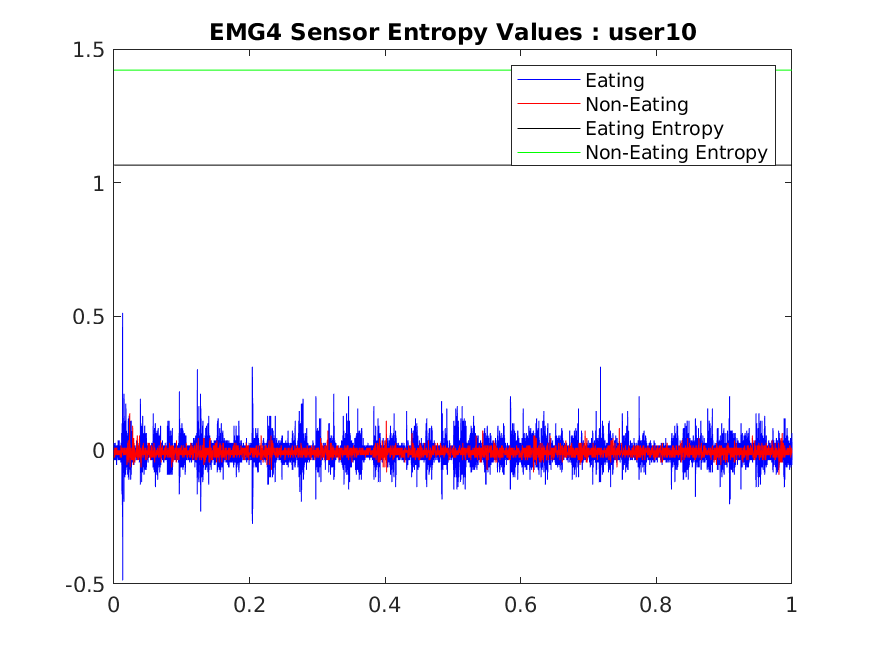 EMG4 Sensor Entropy Values : user10
1.5
Eating
Non-Eating
Eating Entropy
Non-Eating Entropy
1
0.5
0
-0.5
0 0.2 0.4 0.6 0.8 1